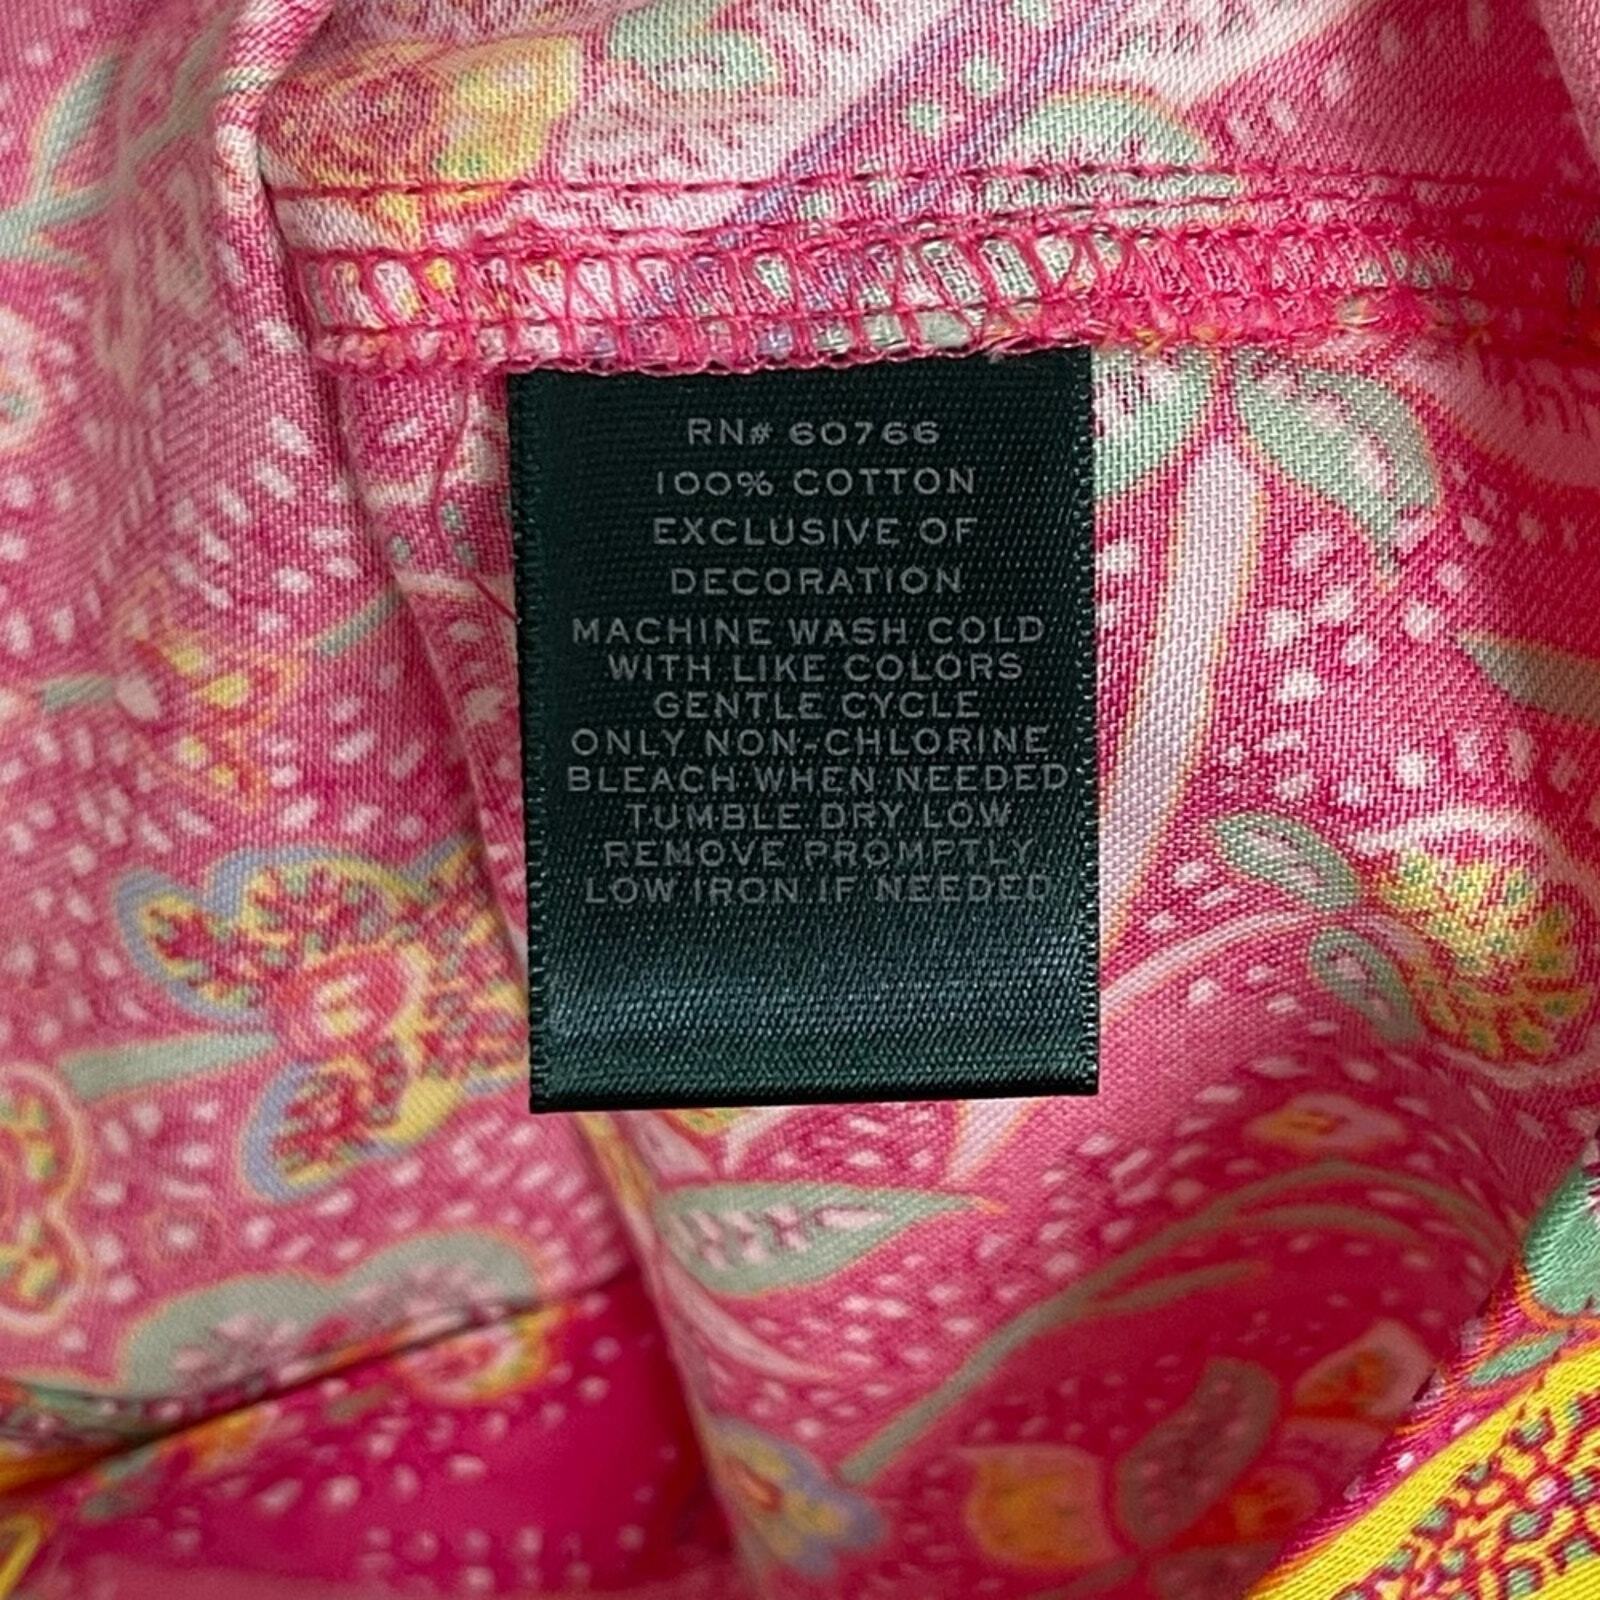 RN# 60766
100% COTTON
EXCLUSIVE OF
DECORATION
MACHINE WASH COLD
WITH LIKE COLORS
GENTLE CYCLE
ONLY NON-CHLORINE
BLEACH WHEN NEEDED
TUMBLE DRY LOW
REMOVE PROMPTLY
LOW IRON IF NEEDED